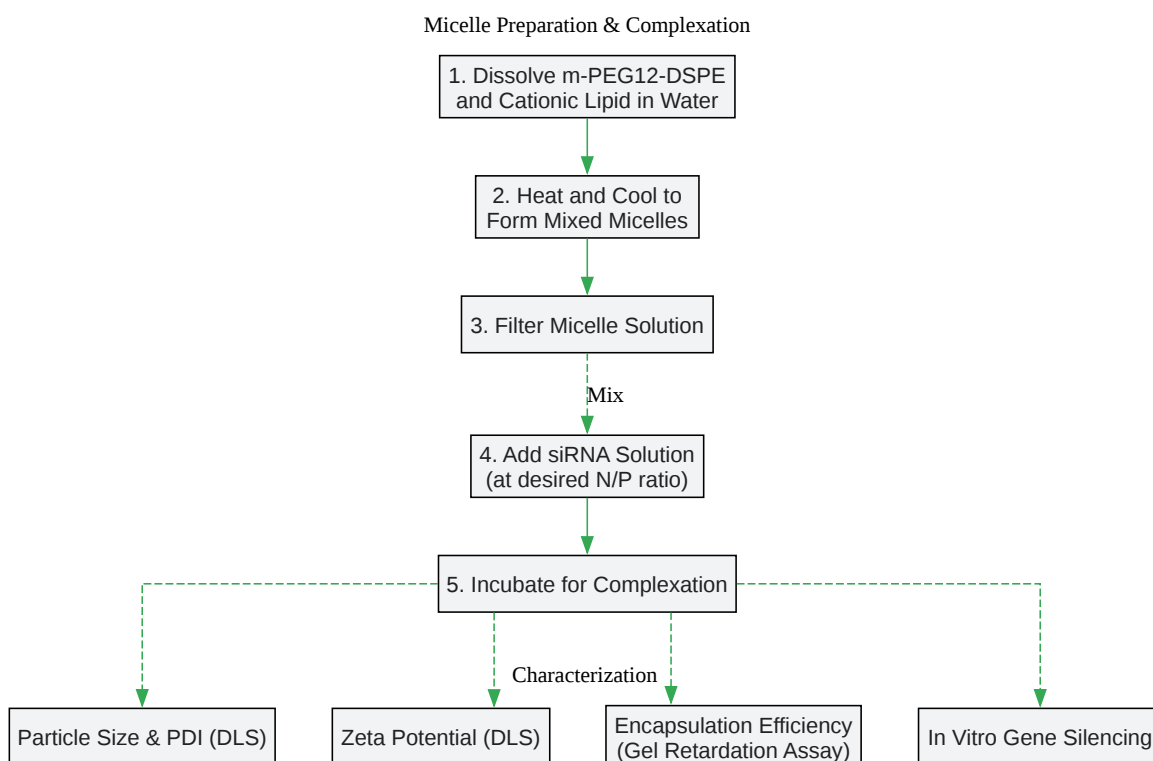 Micelle Preparation & Complexation
1. Dissolve m-PEG12-DSPE
and Cationic Lipid in Water
2. Heat and Cool to
Form Mixed Micelles
3. Filter Micelle Solution
Mix
4. Add siRNA Solution
(at desired N/P ratio)
5. Incubate for Complexation
Characterization
Particle Size & PDI (DLS)
Zeta Potential (DLS)
Encapsulation Efficiency
(Gel Retardation Assay)
In Vitro Gene Silencing